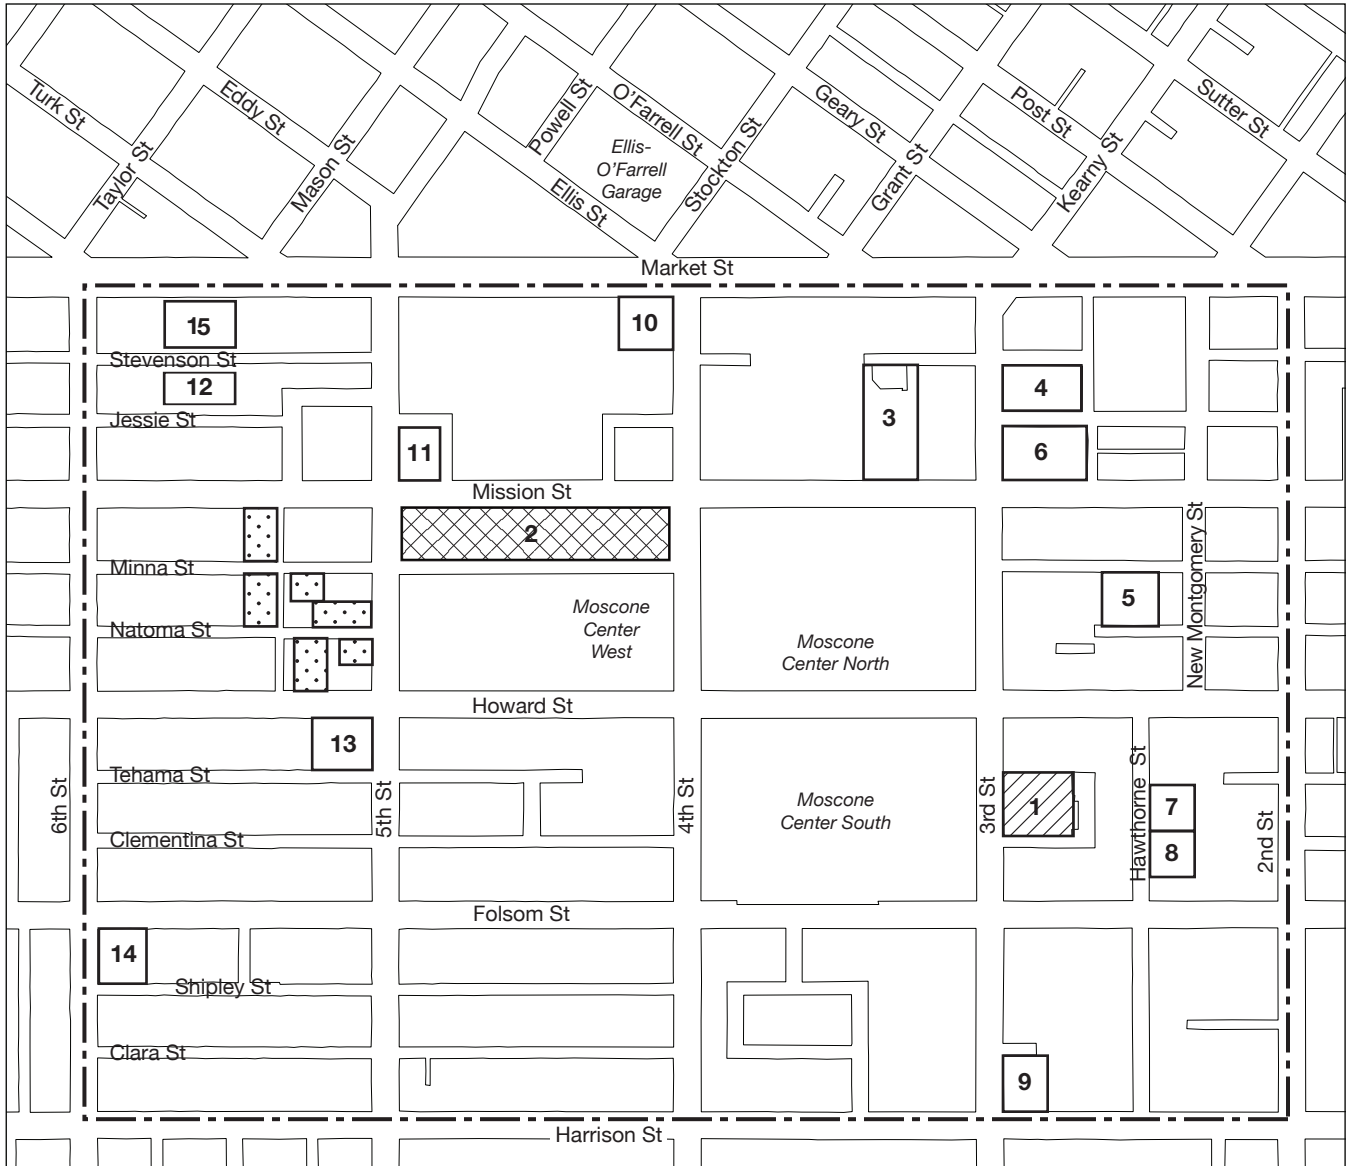 Turk St
Eddy St
Taylor St
Mason St
Powell St
O'Farrell St
Ellis-
O'Farrell
Garage
Ellis St
Stockton St
Geary St
Grant St
Post St
Kearny St
Sutter St
Market St
15
10
Stevenson St
12
4
Jessie St
3
11
6
Mission St
2
Minna St
New Montgomery St
5
Natoma St
Moscone
Center
West
Moscone
Center North
Howard St
13
Tehama St
6th St
5th St
4th St
Moscone
Center South
3rd St
1
Hawthorne St
7
8
2nd St
Clementina St
Folsom St
14
Shipley St
Clara St
9
Harrison St